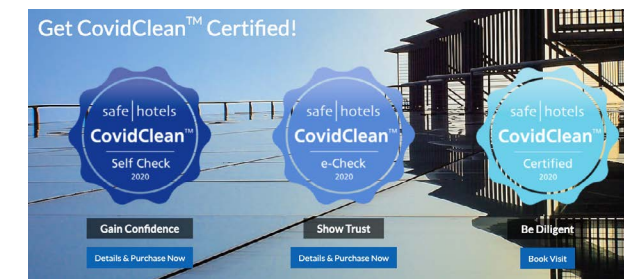 Get CovidClean™ Certified!
safe|hotels
CovidClean™
Self Check
2020
Gain Confidence
Details & Purchase Now
safe|hotels
CovidClean™
e-Check
2020
Show Trust
Details & Purchase Now
safe|hotels
CovidClean™
Certified
2020
Be Diligent
Book Visit